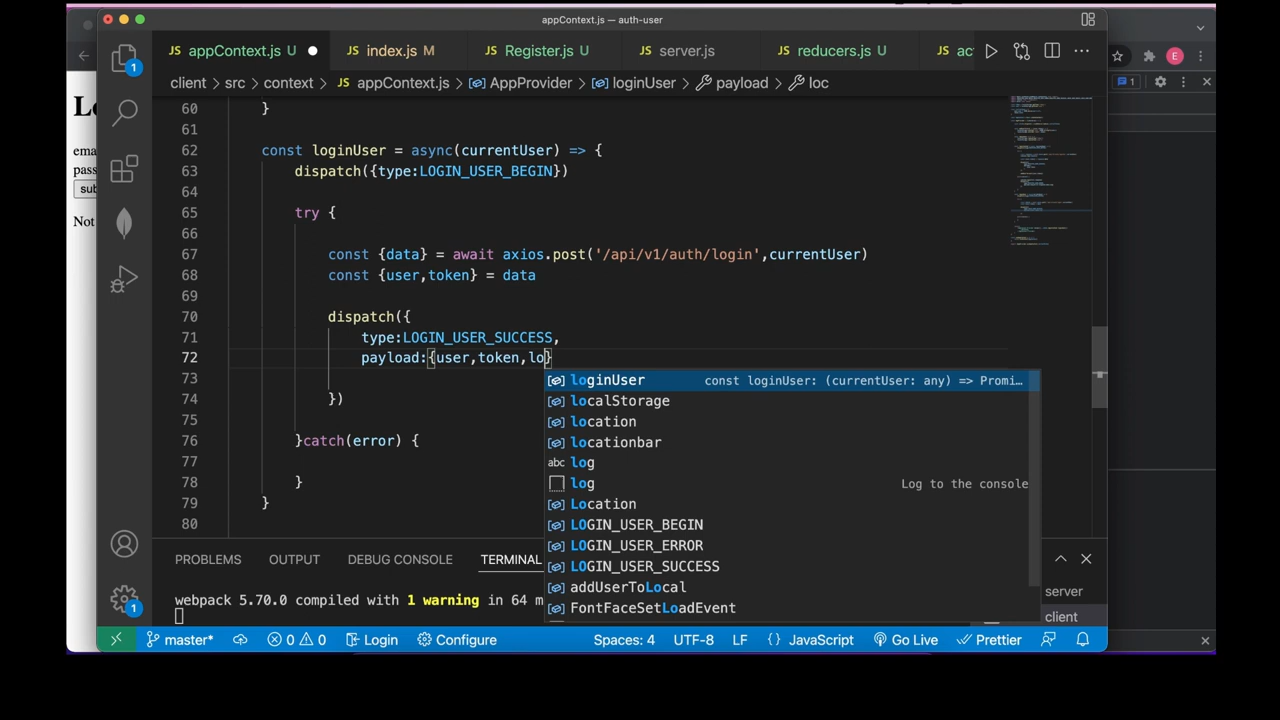 appContext.js — auth-user
JS appContext.js U
JS index.js M
JS Register.js U
JS server.js
JS reducers.js U
JS
client > src > context > JS appContext.js > AppProvider > loginUser > payload > loc
E
1
1
60 }
61
62 const loginUser = async(currentUser) => {
63 dispatch({type:LOGIN_USER_BEGIN})
64
65 try {
66
67 const {data} = await axios.post('/api/v1/auth/login',currentUser)
68 const {user,token} = data
69
70 dispatch({
71 type:LOGIN_USER_SUCCESS,
72 payload:{user,token,lo}
73
74 })
75
76 }catch(error) {
77
78 }
79 }
80
loginUser const loginUser: (currentUser: any) => Promi…
localStorage
location
locationbar
abc log
log Log to the console
Location
LOGIN_USER_BEGIN
LOGIN_USER_ERROR
LOGIN_USER_SUCCESS
addUserToLocal
FontFaceSetLoadEvent
PROBLEMS OUTPUT DEBUG CONSOLE TERMINAL
webpack 5.70.0 compiled with 1 warning in 64 m
server
client
1
master* 0 0 Login Configure Spaces: 4 UTF-8 LF {} JavaScript Go Live Prettier
Not